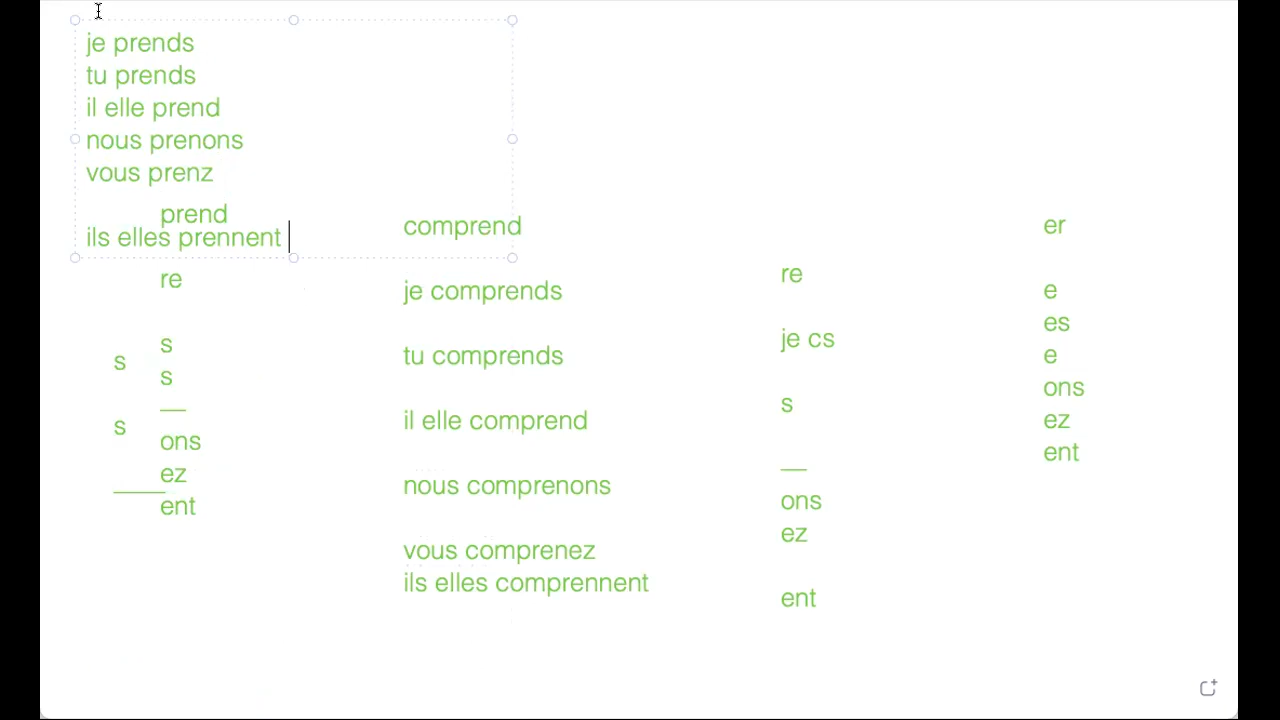 je prends
tu prends
il elle prend
nous prenons
vous prenz
prend
ils elles prennent
re
s
s
s
s
—
ons
ez
____
ent
comprend
je comprends
tu comprends
il elle comprend
nous comprenons
vous comprenez
ils elles comprennent
re
je cs
s
—
ons
ez
ent
er
e
es
e
ons
ez
ent